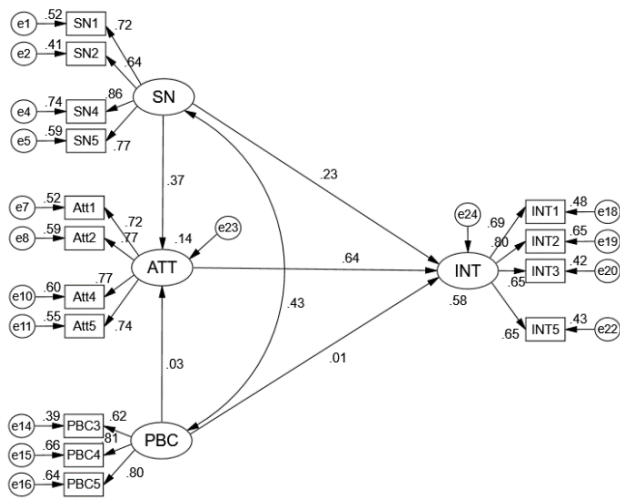 e1 .52 SN1 .72
e2 .41 SN2 .64
SN
e4 .74 SN4 .86
e5 .59 SN5 .77
.37
.23
e7 .52 Att1 .72
e8 .59 Att2 .77
.14 e23
ATT
e10 .60 Att4 .77
e11 .55 Att5 .74
.64
.43
e24
INT
.58
.69 INT1 .48 e18
.80 INT2 .65 e19
.65 INT3 .42 e20
.65 INT5 .43 e22
.03
.01
e14 .39 PBC3 .62
e15 .66 PBC4 .81
e16 .64 PBC5 .80
PBC